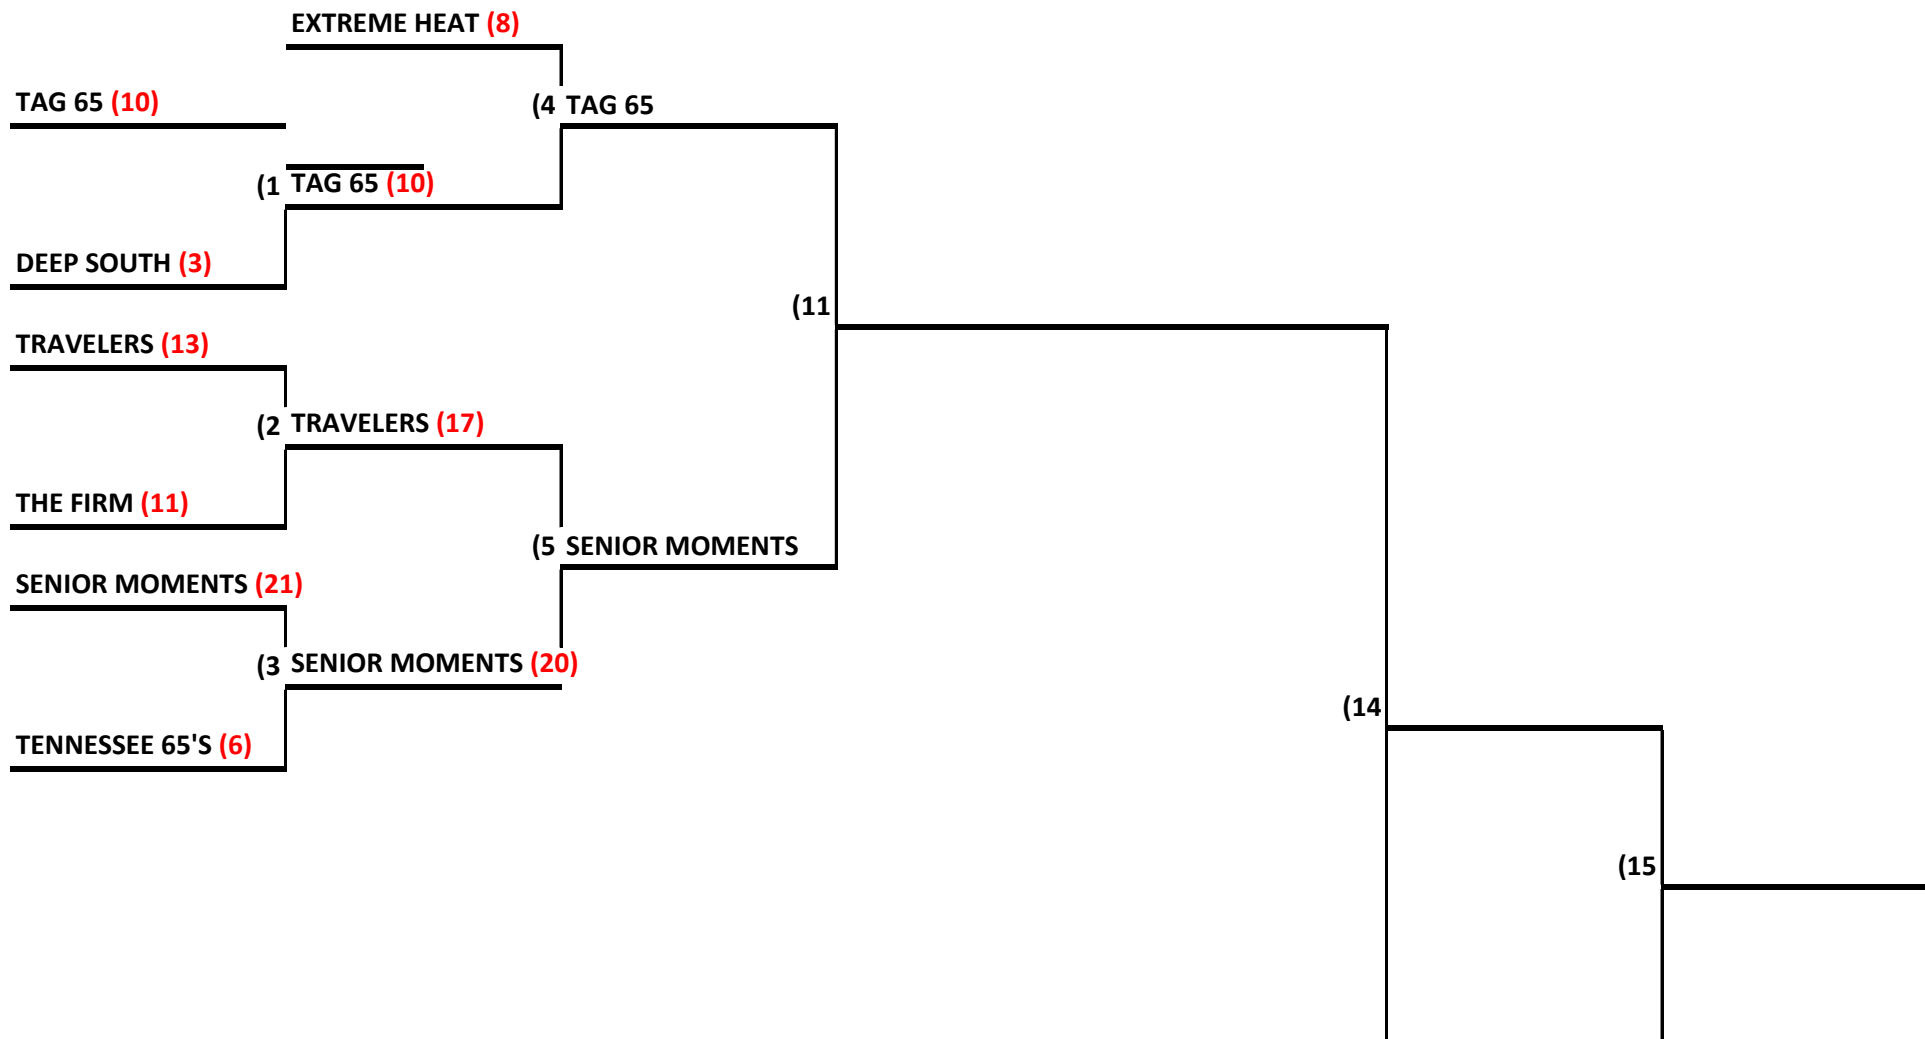 EXTREME HEAT (8)
TAG 65 (10)
(4 TAG 65
(1 TAG 65 (10)
DEEP SOUTH (3)
(11
TRAVELERS (13)
(2 TRAVELERS (17)
THE FIRM (11)
(5 SENIOR MOMENTS
SENIOR MOMENTS (21)
(3 SENIOR MOMENTS (20)
(14
TENNESSEE 65'S (6)
(15